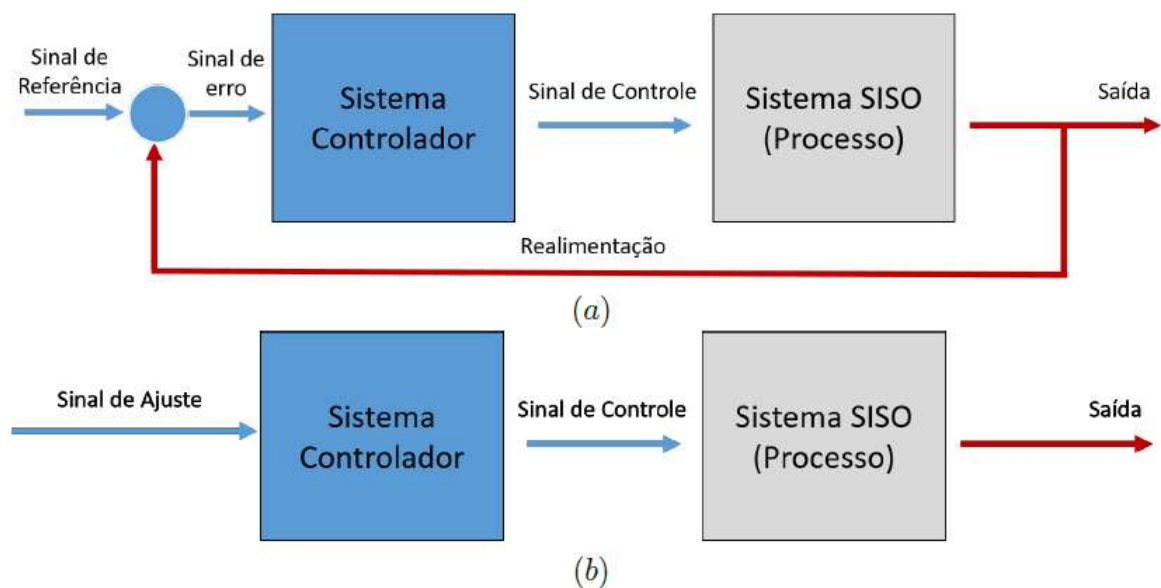 Sinal de
Referência
Sinal de
erro
Sistema
Controlador
Sinal de Controle
Sistema SISO
(Processo)
Saída
Realimentação
(a)
Sinal de Ajuste
Sistema
Controlador
Sinal de Controle
Sistema SISO
(Processo)
Saída
(b)